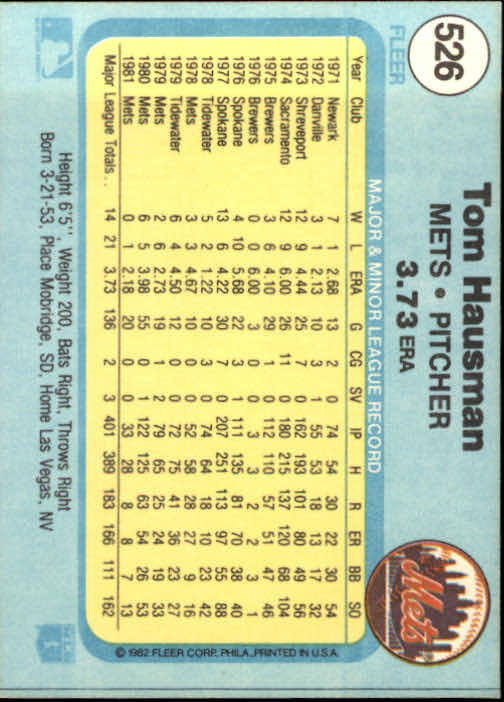 526
FLEER
Tom Hausman
METS • PITCHER
3.73 ERA
Mets
MAJOR & MINOR LEAGUE RECORD
Year Club W L ERA G CG SV IP H R ER BB SO
1971 Newark 7 1 2.68 13 2 0 74 54 30 22 30 54
1972 Danville 3 1 2.13 10 3 0 55 53 18 13 17 32
1973 Shreveport 12 9 4.44 25 7 0 162 193 101 80 49 56
1974 Sacramento 12 9 6.00 26 11 0 180 215 137 120 68 104
1975 Brewers 3 6 4.10 29 1 0 112 110 57 51 47 46
1976 Brewers 0 0 6.00 3 0 0 3 3 2 2 3 1
1976 Spokane 4 10 5.68 22 3 1 111 135 81 70 38 40
1977 Spokane 13 6 4.22 30 7 0 207 251 113 97 55 88
1978 Tidewater 5 2 1.22 10 0 74 64 18 10 23 42
1978 Mets 3 3 4.67 10 0 0 52 58 28 27 9 16
1979 Tidewater 6 4 4.50 12 0 72 75 41 36 23 27
1979 Mets 2 6 2.73 19 1 2 79 65 25 24 19 33
1980 Mets 6 5 3.98 55 0 1 122 125 63 54 26 53
1981 Mets 0 1 2.18 20 0 0 33 28 8 8 7 13
Major League Totals . . 14 21 3.73 136 2 3 401 389 183 166 111 162
© 1982 FLEER CORP. PHILA., PRINTED IN U.S.A.
Height 6'5", Weight 200, Bats Right, Throws Right
Born 3-21-53, Place Mobridge, SD, Home Las Vegas, NV